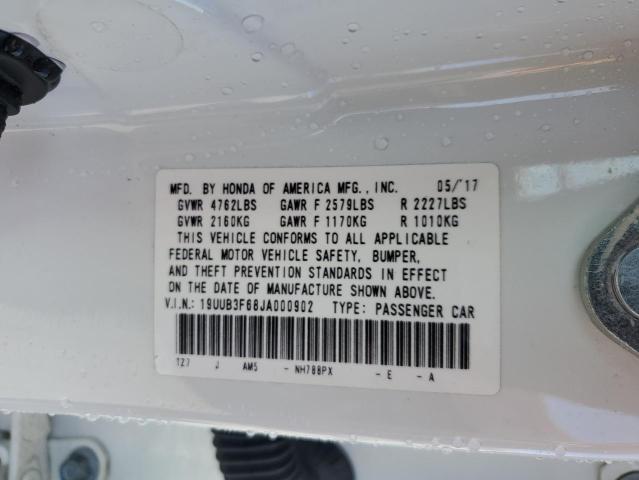 MFD. BY HONDA OF AMERICA MFG., INC. 05/'17
GVWR 4762LBS GAWR F 2579LBS R 2227LBS
GVWR 2160KG GAWR F 1170KG R 1010KG
THIS VEHICLE CONFORMS TO ALL APPLICABLE
FEDERAL MOTOR VEHICLE SAFETY, BUMPER,
AND THEFT PREVENTION STANDARDS IN EFFECT
ON THE DATE OF MANUFACTURE SHOWN ABOVE.
V.I.N.: 19UUB3F68JA000902 TYPE: PASSENGER CAR
TZ7 J AM5 - NH788PX - E - A